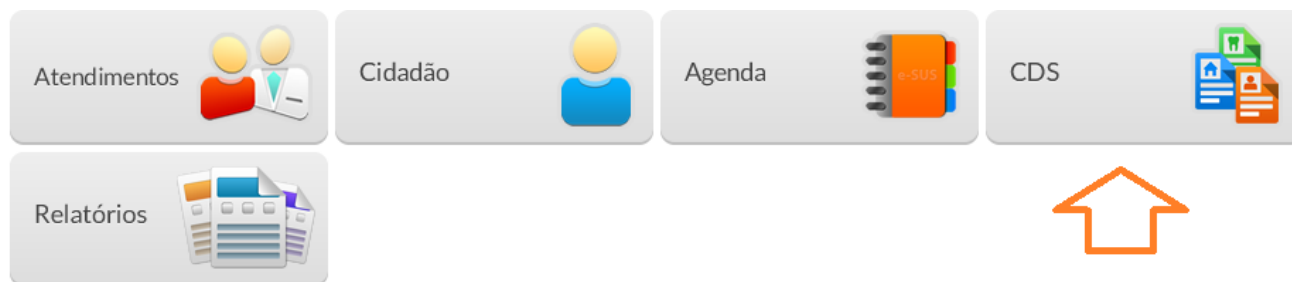 Atendimentos
Cidadão
Agenda
e-SUS
CDS
Relatórios